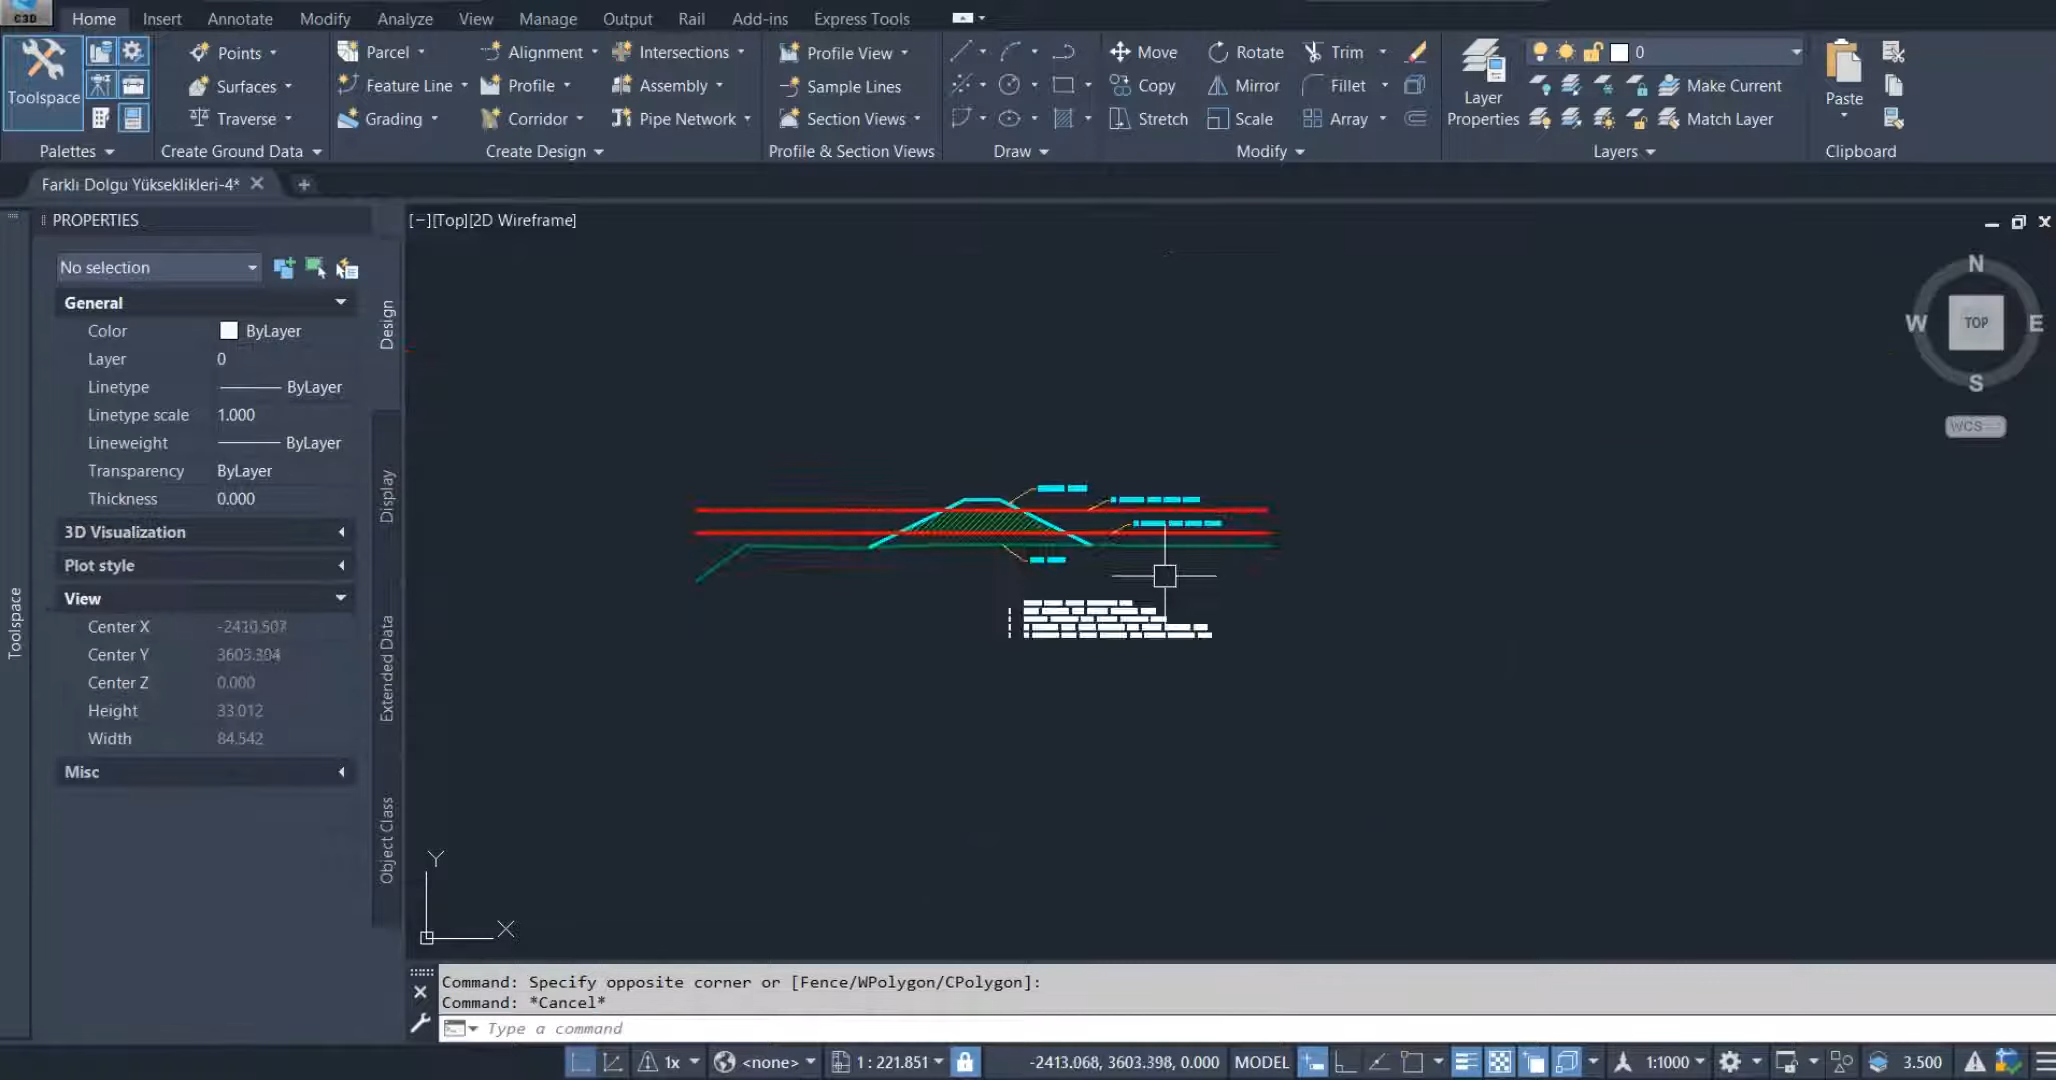 C3D
Home Insert Annotate Modify Analyze View Manage Output Rail Add-ins Express Tools
Toolspace
Points
Surfaces
Traverse
Parcel
Feature Line
Grading
Alignment
Profile
Corridor
Intersections
Assembly
Pipe Network
Profile View
Sample Lines
Section Views
Move
Copy
Stretch
Rotate
Mirror
Scale
Trim
Fillet
Array
Layer
Properties
0
Make Current
Match Layer
Paste
Palettes
Create Ground Data
Create Design
Profile & Section Views
Draw
Modify
Layers
Clipboard
Farklı Dolgu Yükseklikleri-4*
PROPERTIES
[−][Top][2D Wireframe]
No selection
General
Color ByLayer
Layer 0
Linetype ByLayer
Linetype scale 1.000
Lineweight ByLayer
Transparency ByLayer
Thickness 0.000
3D Visualization
Plot style
View
Center X -2410.507
Center Y 3603.304
Center Z 0.000
Height 33.012
Width 84.542
Misc
Toolspace
Design
Display
Extended Data
Object Class
N
W
TOP
E
S
WCS
Y
X
Command: Specify opposite corner or [Fence/WPolygon/CPolygon]:
Command: *Cancel*
Type a command
1x
<none>
1 : 221.851
-2413.068, 3603.398, 0.000
MODEL
1:1000
3.500